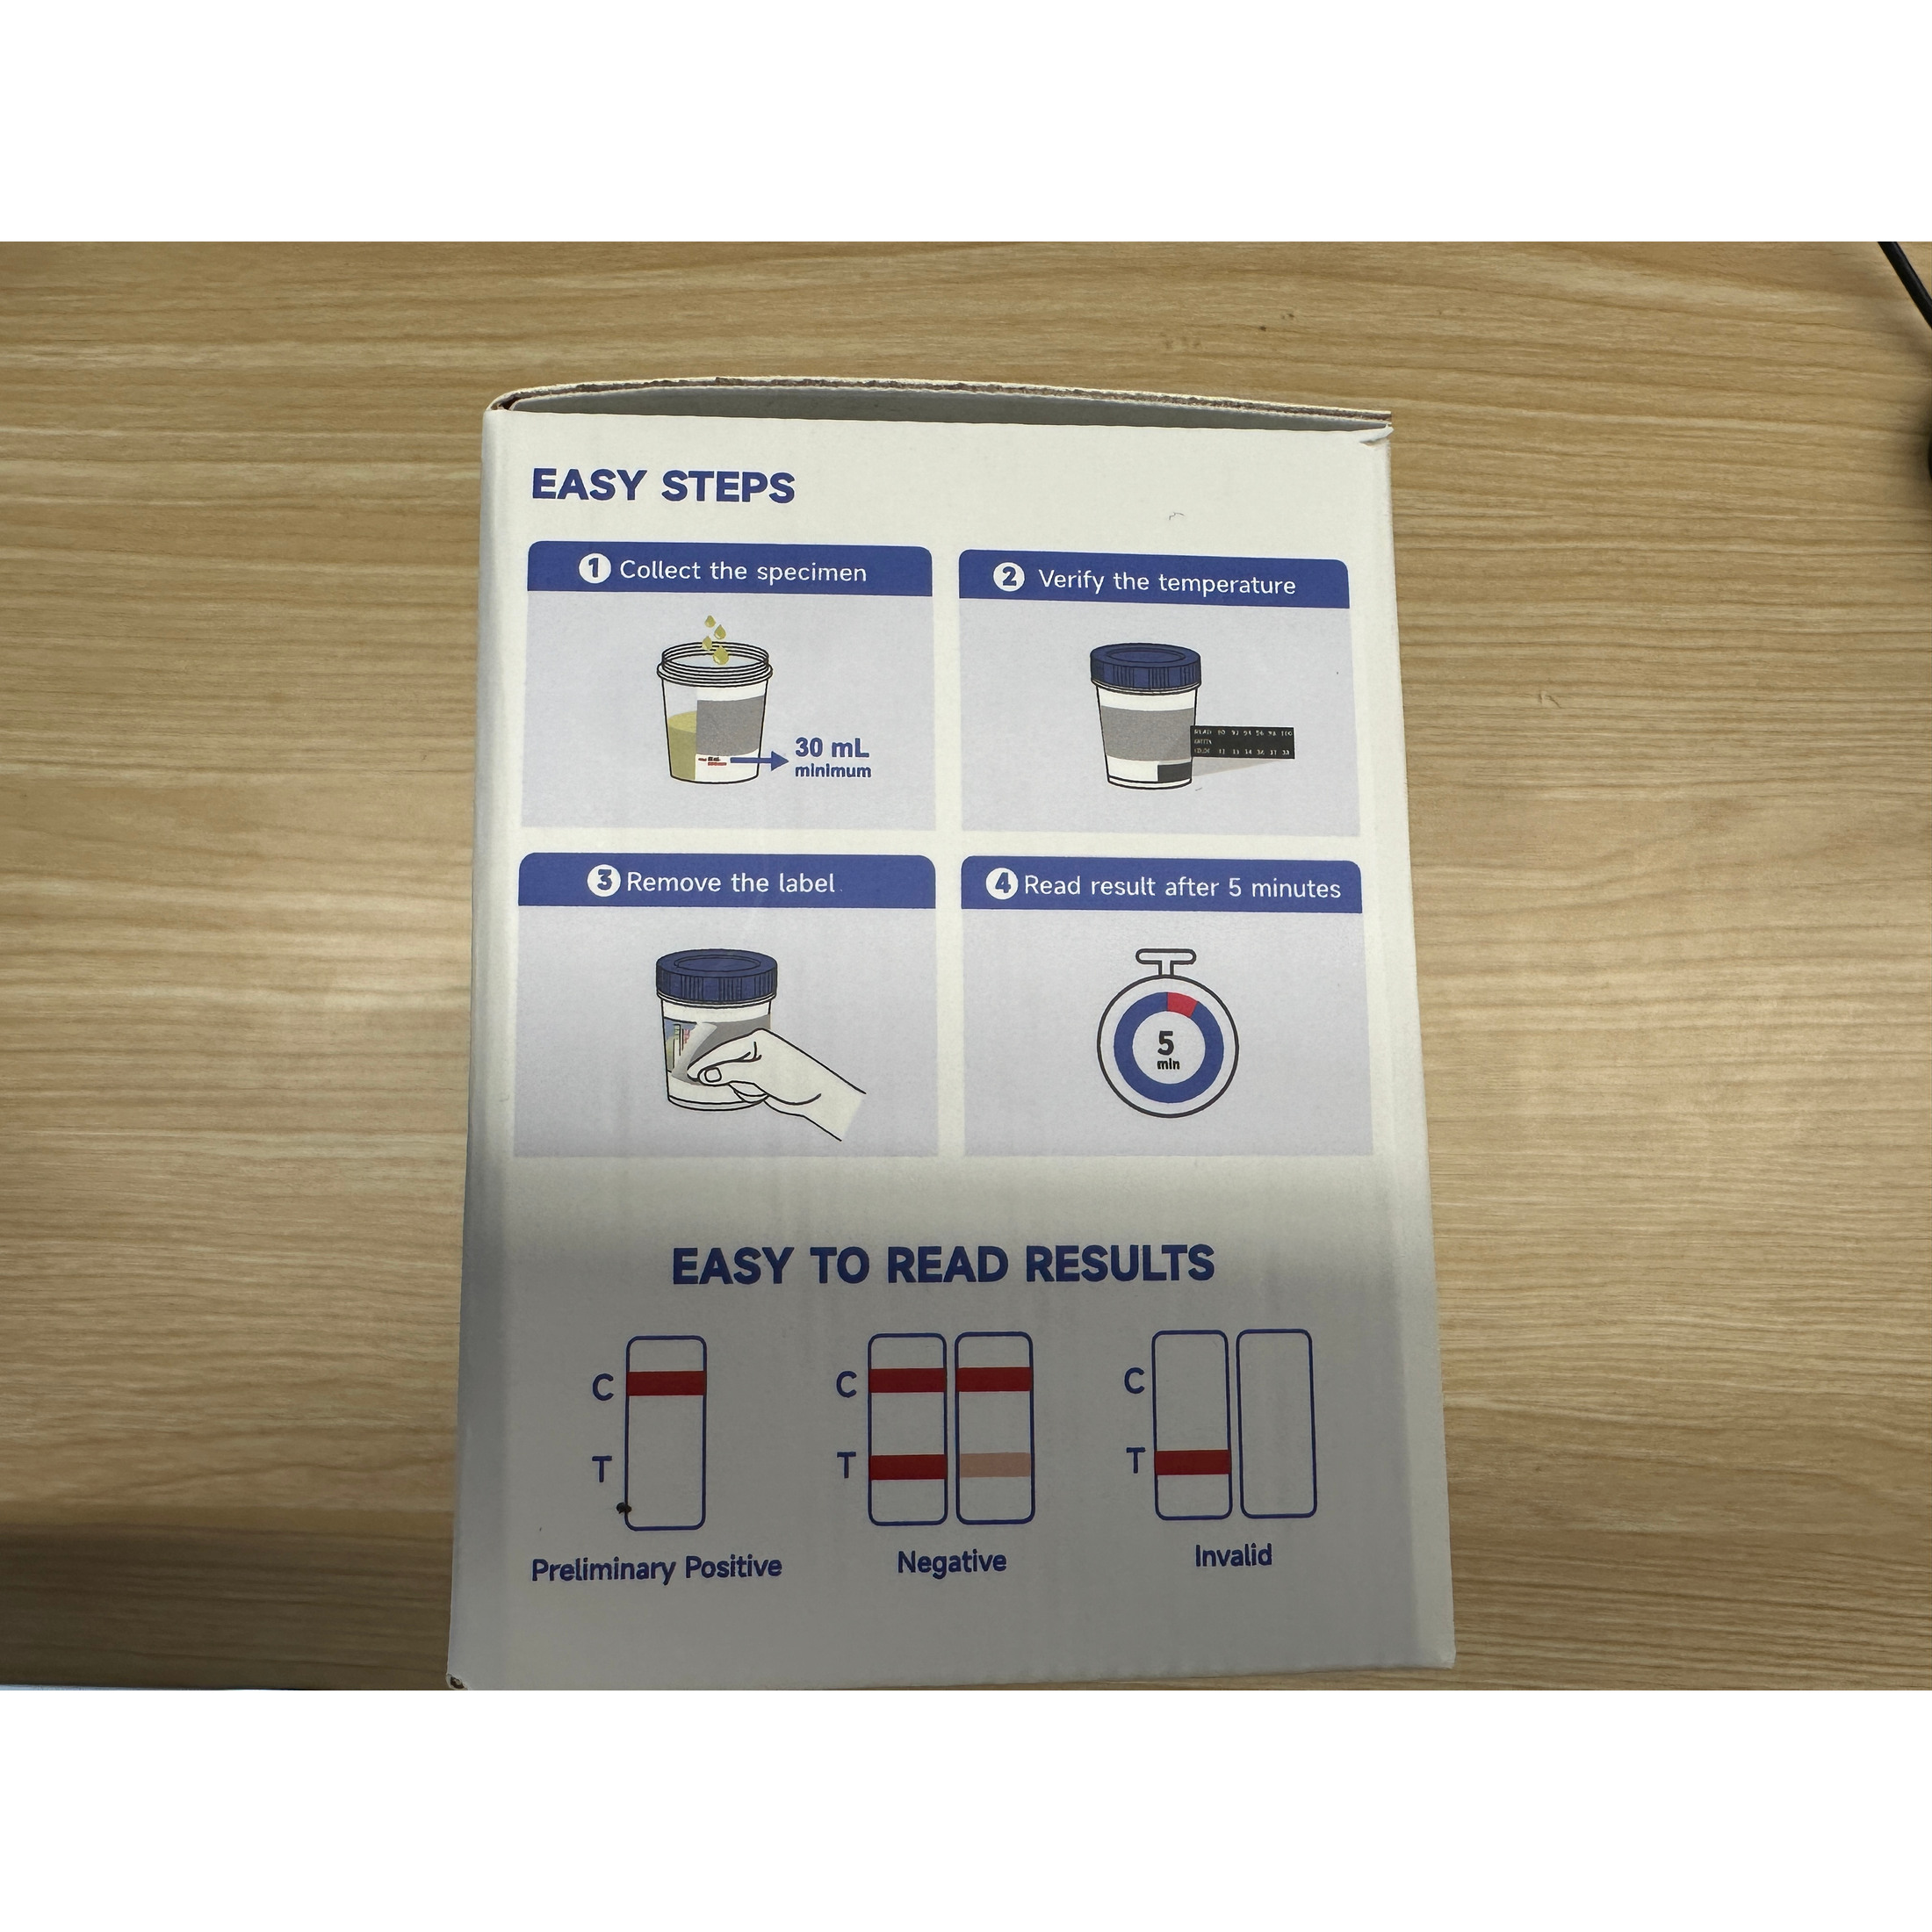 EASY STEPS
1 Collect the specimen
30 mL
minimum
2 Verify the temperature
3 Remove the label
4 Read result after 5 minutes
5
min
EASY TO READ RESULTS
C
T
Preliminary Positive
C
T
Negative
C
T
Invalid